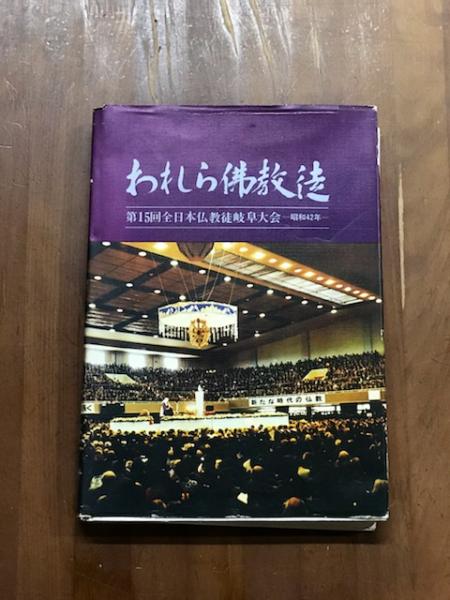 われら佛教徒
第15回全日本仏教徒岐阜大会—昭和42年—
新たな時代の仏教